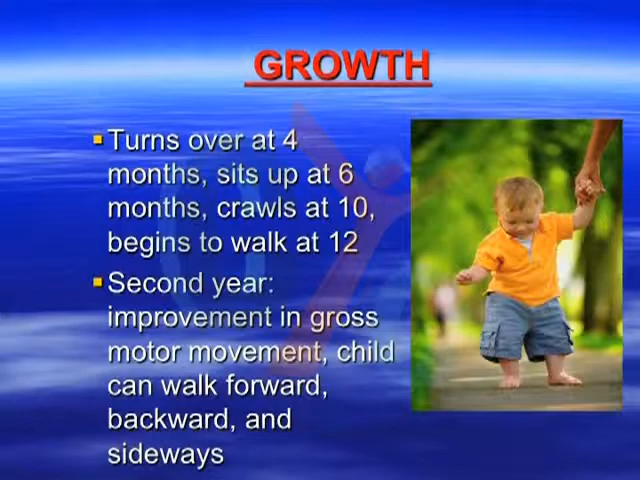 GROWTH
Turns over at 4
months, sits up at 6
months, crawls at 10,
begins to walk at 12
Second year:
improvement in gross
motor movement, child
can walk forward,
backward, and
sideways